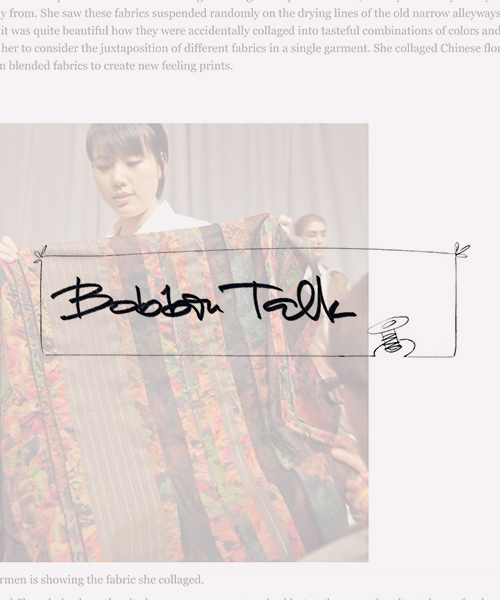 y from. She saw these fabrics suspended randomly on the drying lines of the old narrow alleyways
it was quite beautiful how they were accidentally collaged into tasteful combinations of colors and
her to consider the juxtaposition of different fabrics in a single garment. She collaged Chinese flor
n blended fabrics to create new feeling prints.
Bobbin Talk
rmen is showing the fabric she collaged.